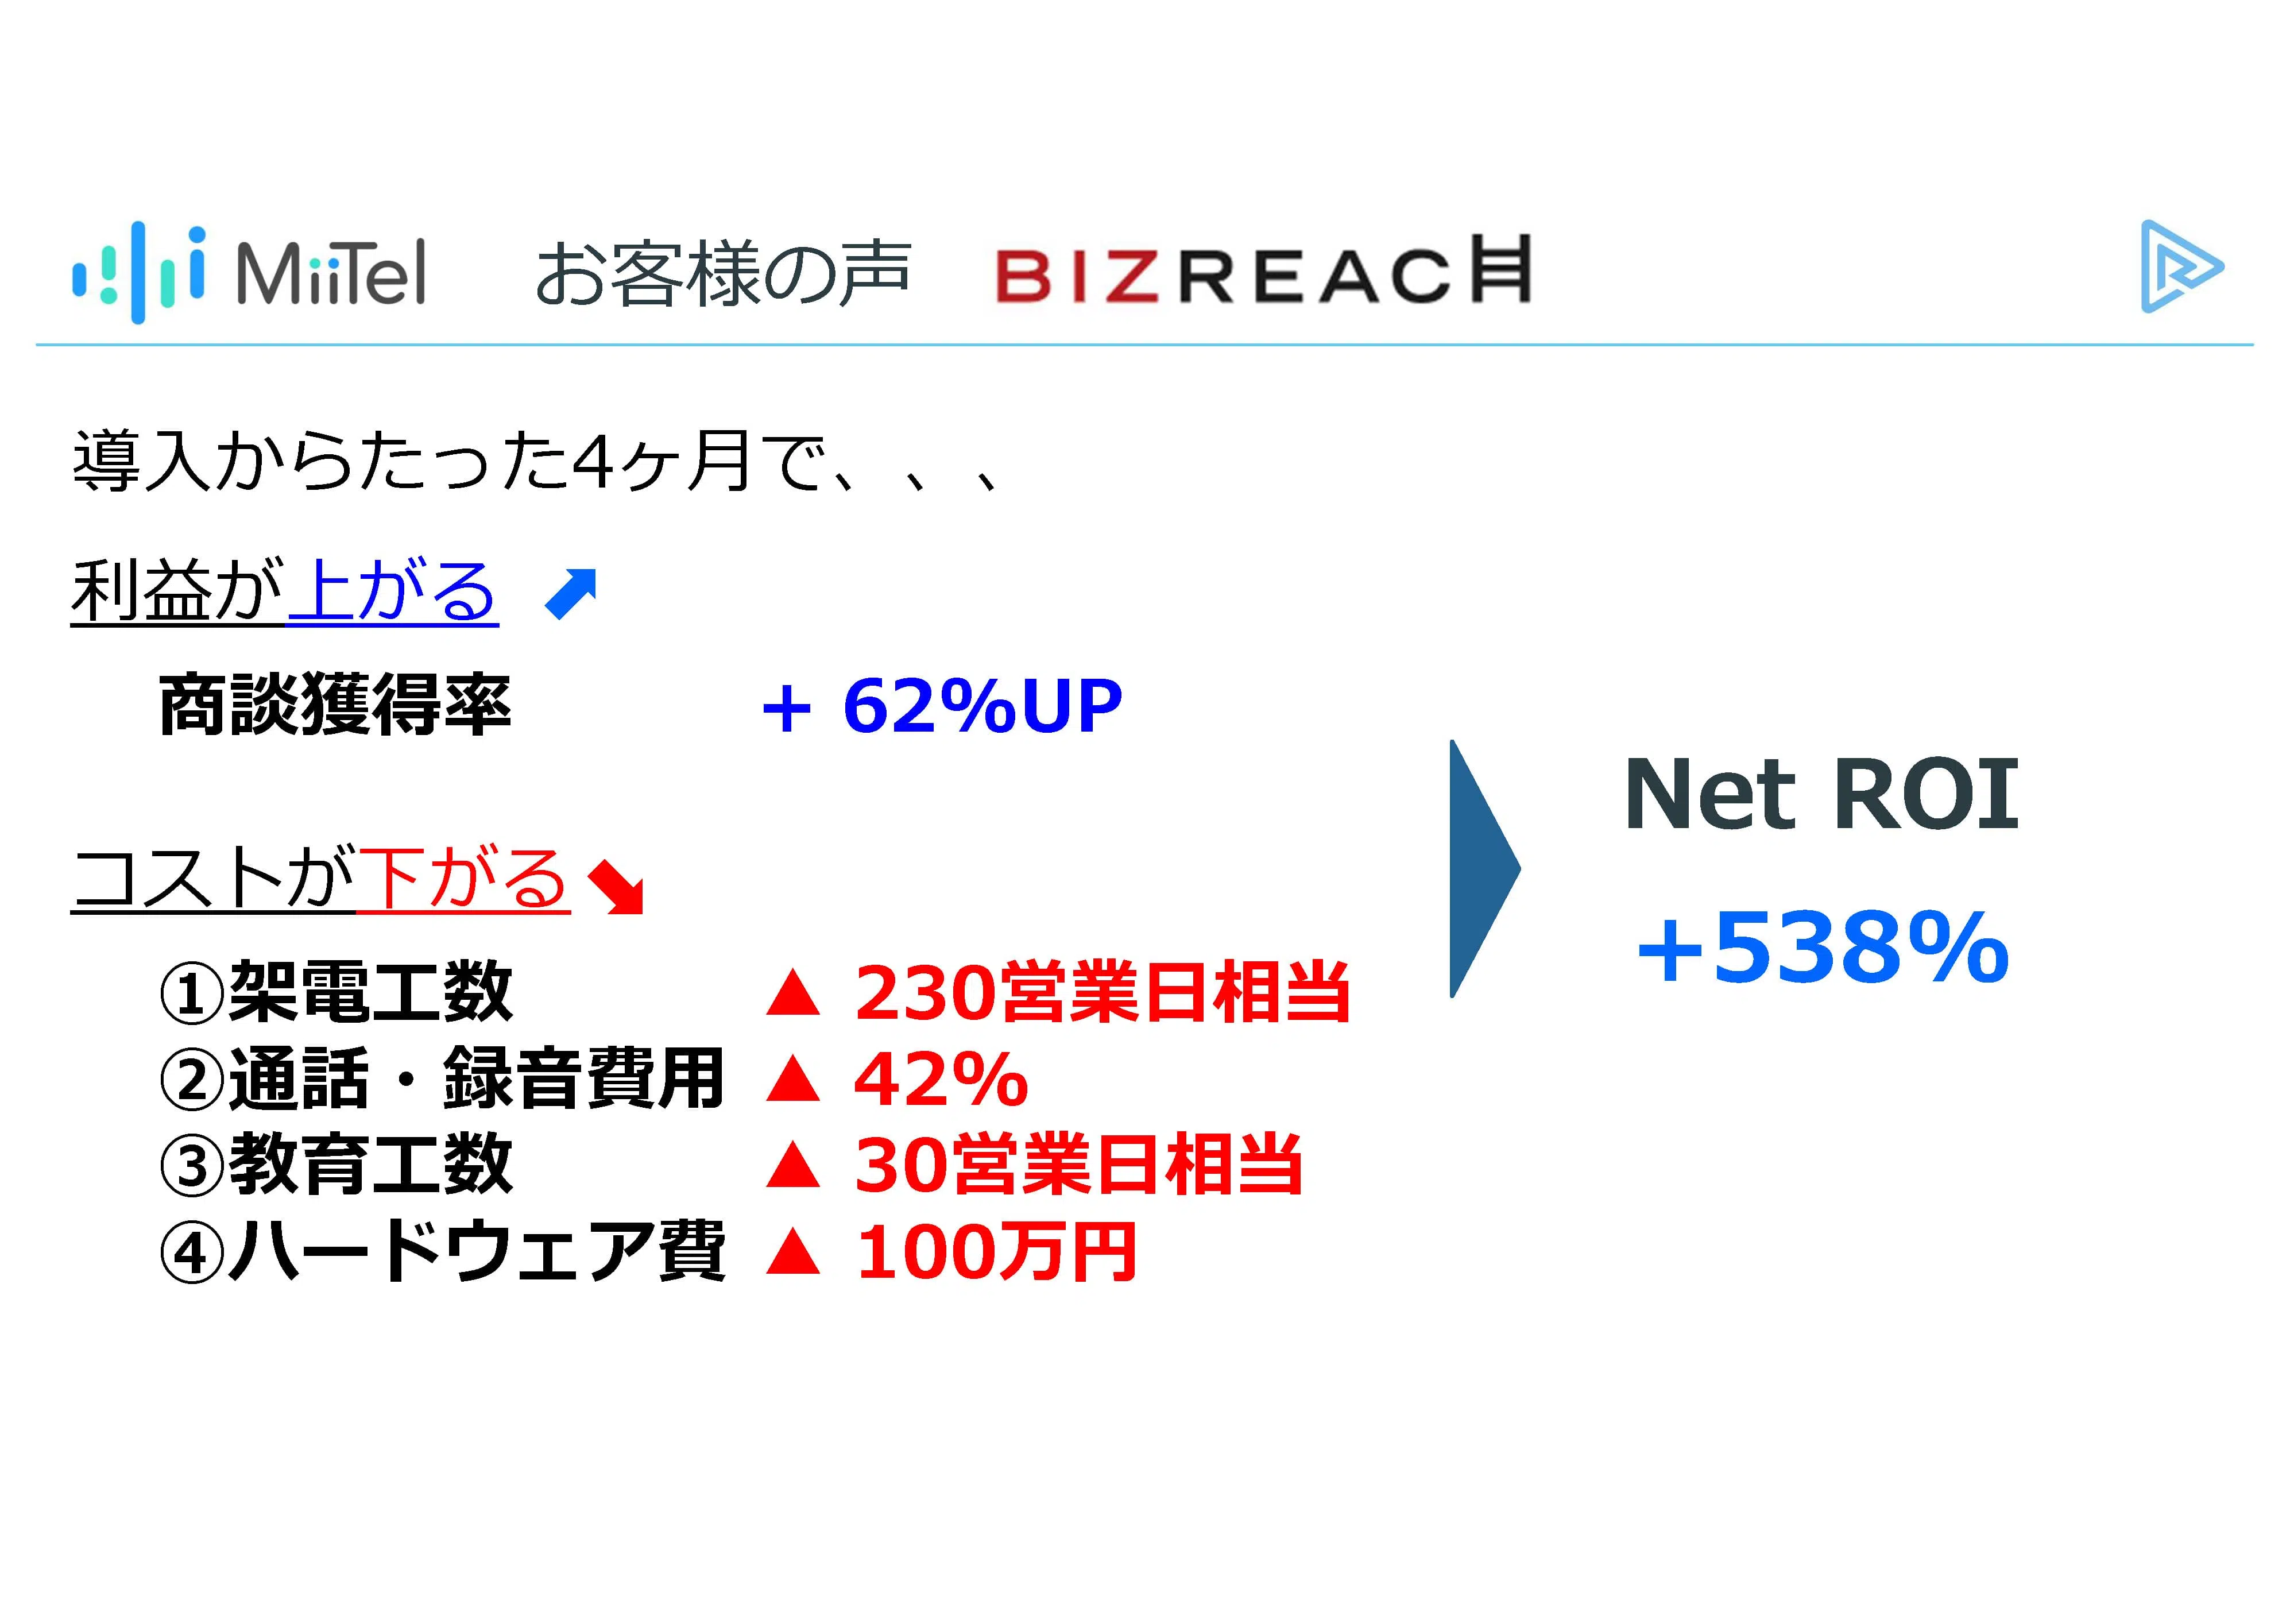 MiiTel お客様の声 BIZREACH
導入からたった4ヶ月で、、、
利益が上がる
商談獲得率 + 62%UP
コストが下がる
①架電工数 ▲ 230営業日相当
②通話・録音費用 ▲ 42%
③教育工数 ▲ 30営業日相当
④ハードウェア費 ▲ 100万円
Net ROI
+538%